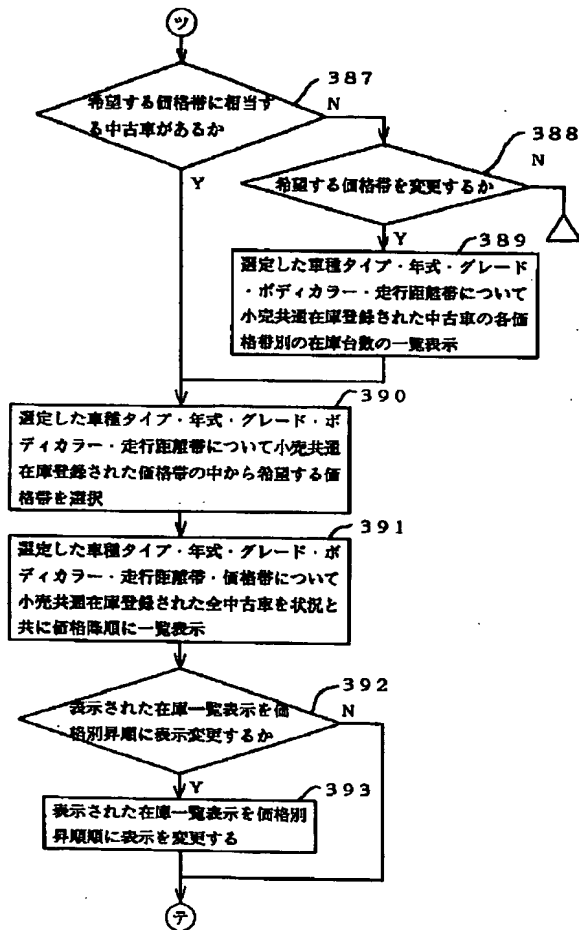 ツ
387
希望する価格帯に相当す
る中古車があるか
N
Y
388
希望する価格帯を変更するか
N
Y
389
選定した車種タイプ・年式・グレード
・ボディカラー・走行距離帯について
小売共通在庫登録された中古車の各価
格帯別の在庫台数の一覧表示
390
選定した車種タイプ・年式・グレード・ボ
ディカラー・走行距離帯について小売共通
在庫登録された価格帯の中から希望する価
格帯を選択
391
選定した車種タイプ・年式・グレード・ボ
ディカラー・走行距離帯・価格帯について
小売共通在庫登録された全中古車を状況と
共に価格降順に一覧表示
392
表示された在庫一覧表示を価
格別昇順に表示変更するか
N
Y
393
表示された在庫一覧表示を価格別
昇順順に表示を変更する
テ